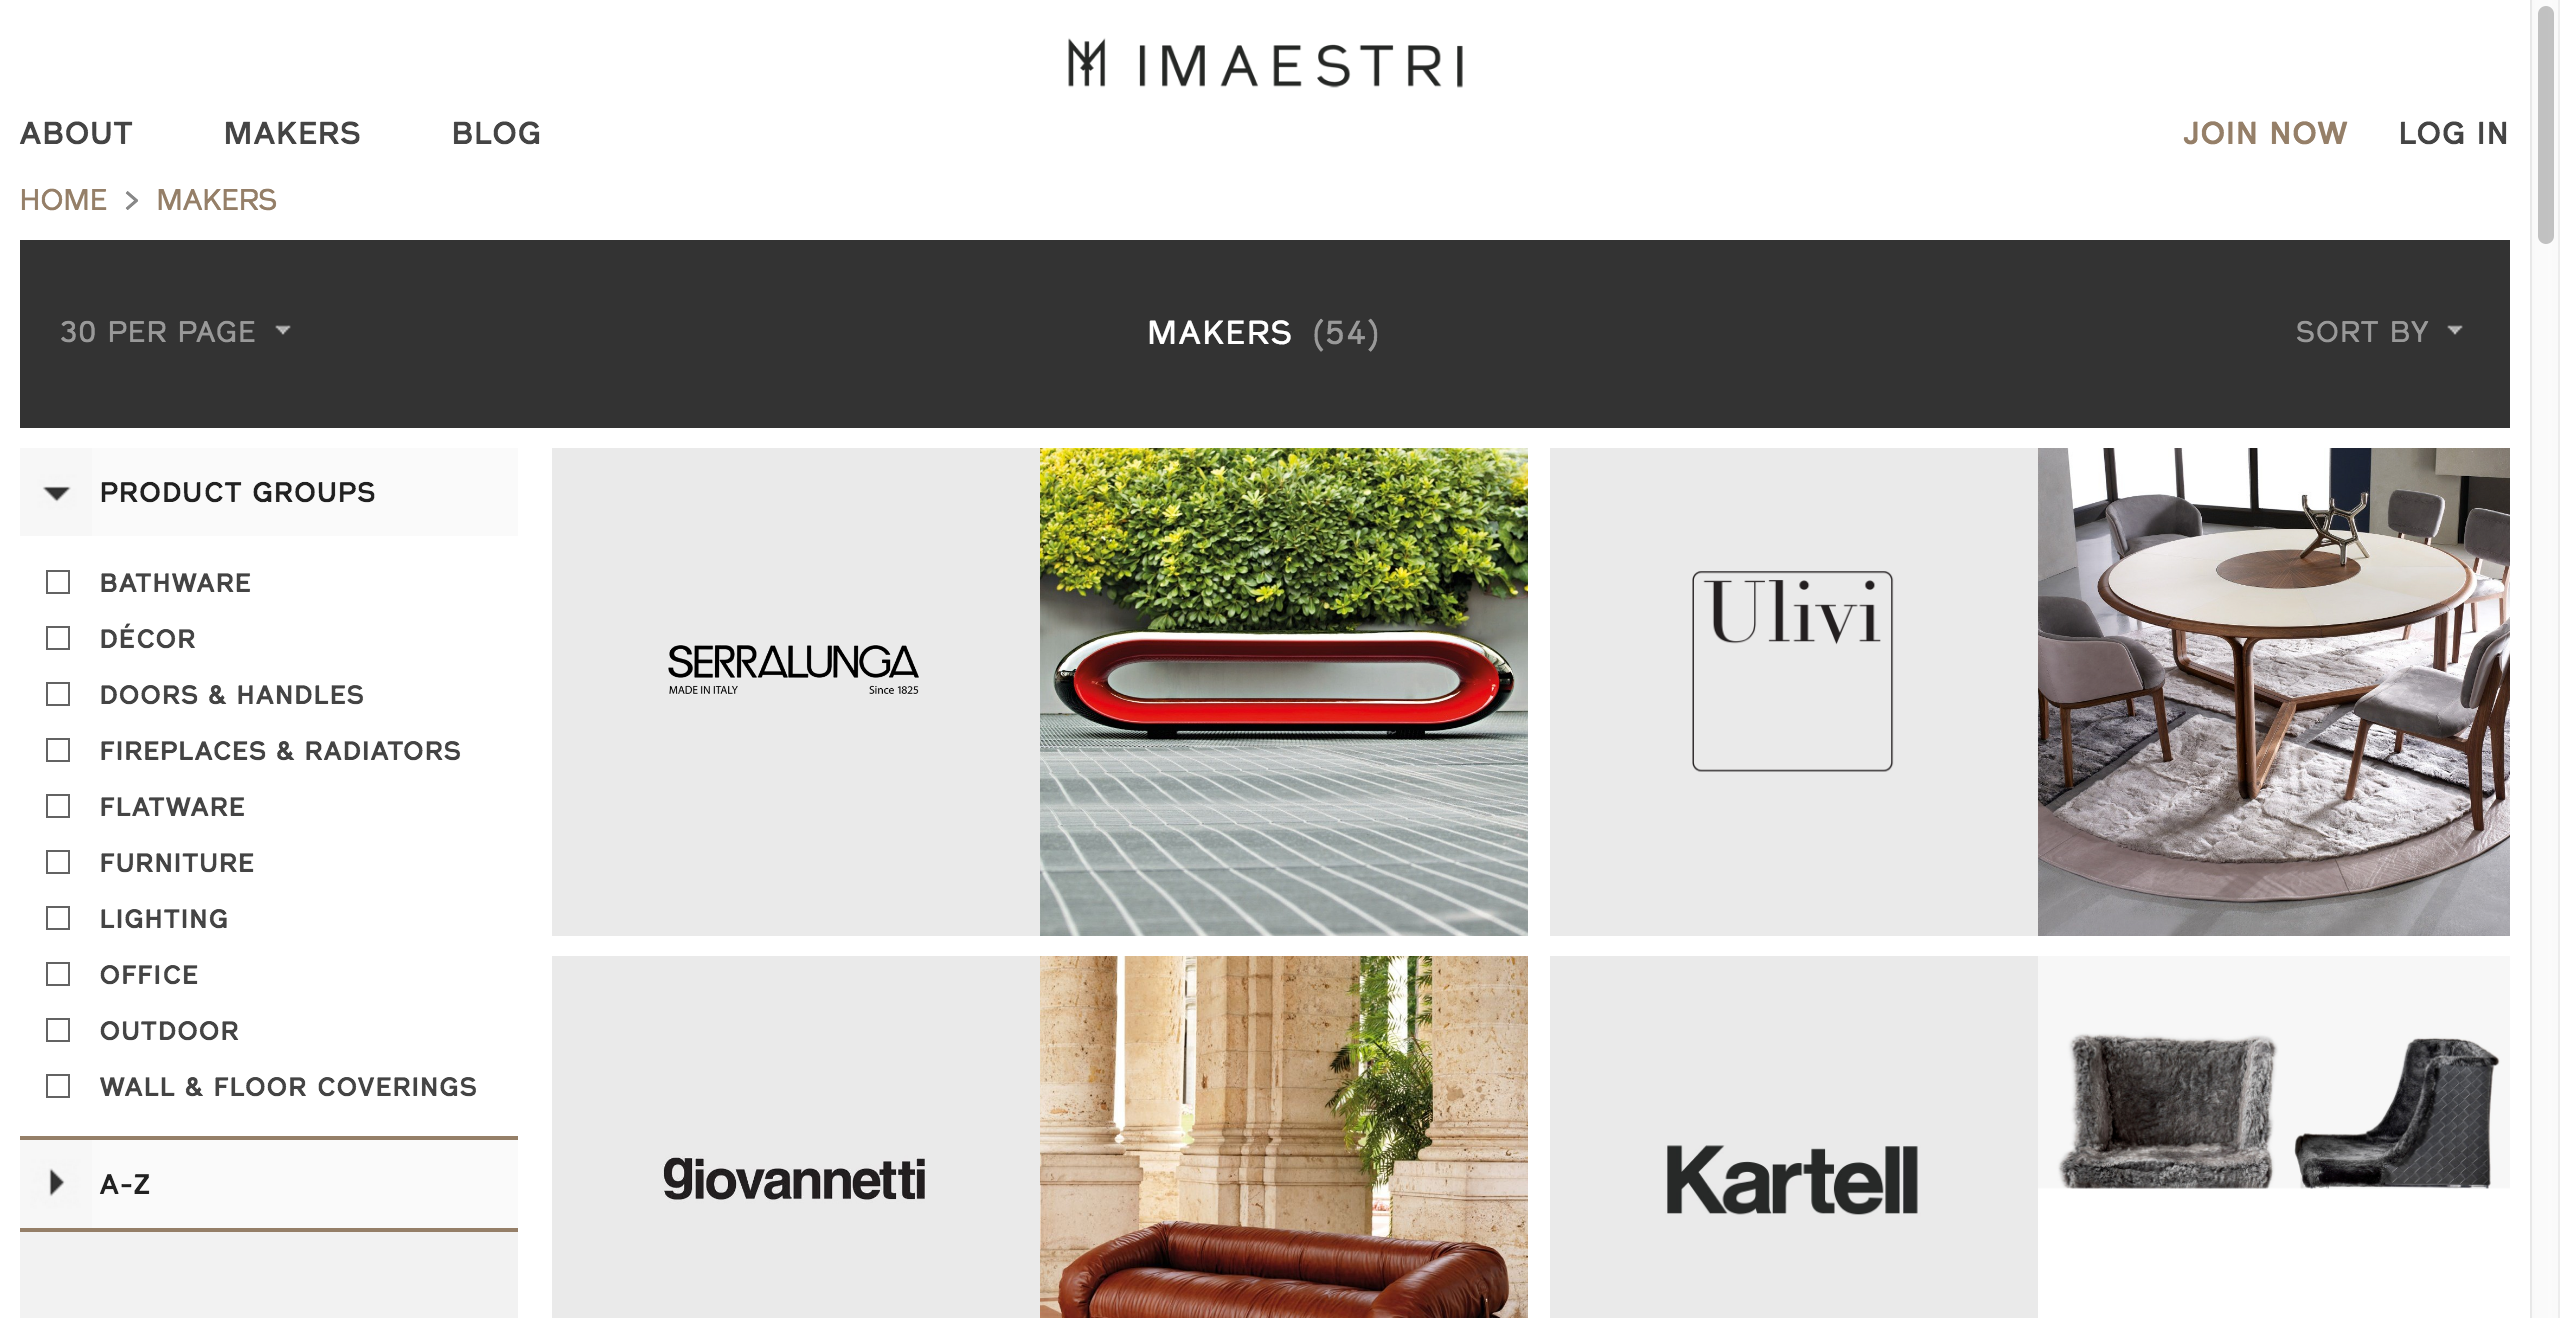 IMAESTRI
ABOUT MAKERS BLOG JOIN NOW LOG IN
HOME > MAKERS
30 PER PAGE MAKERS (54) SORT BY
PRODUCT GROUPS
BATHWARE
DÉCOR
DOORS & HANDLES
FIREPLACES & RADIATORS
FLATWARE
FURNITURE
LIGHTING
OFFICE
OUTDOOR
WALL & FLOOR COVERINGS
A-Z
SERRALUNGA
MADE IN ITALY Since 1825
Ulivi
giovannetti
Kartell